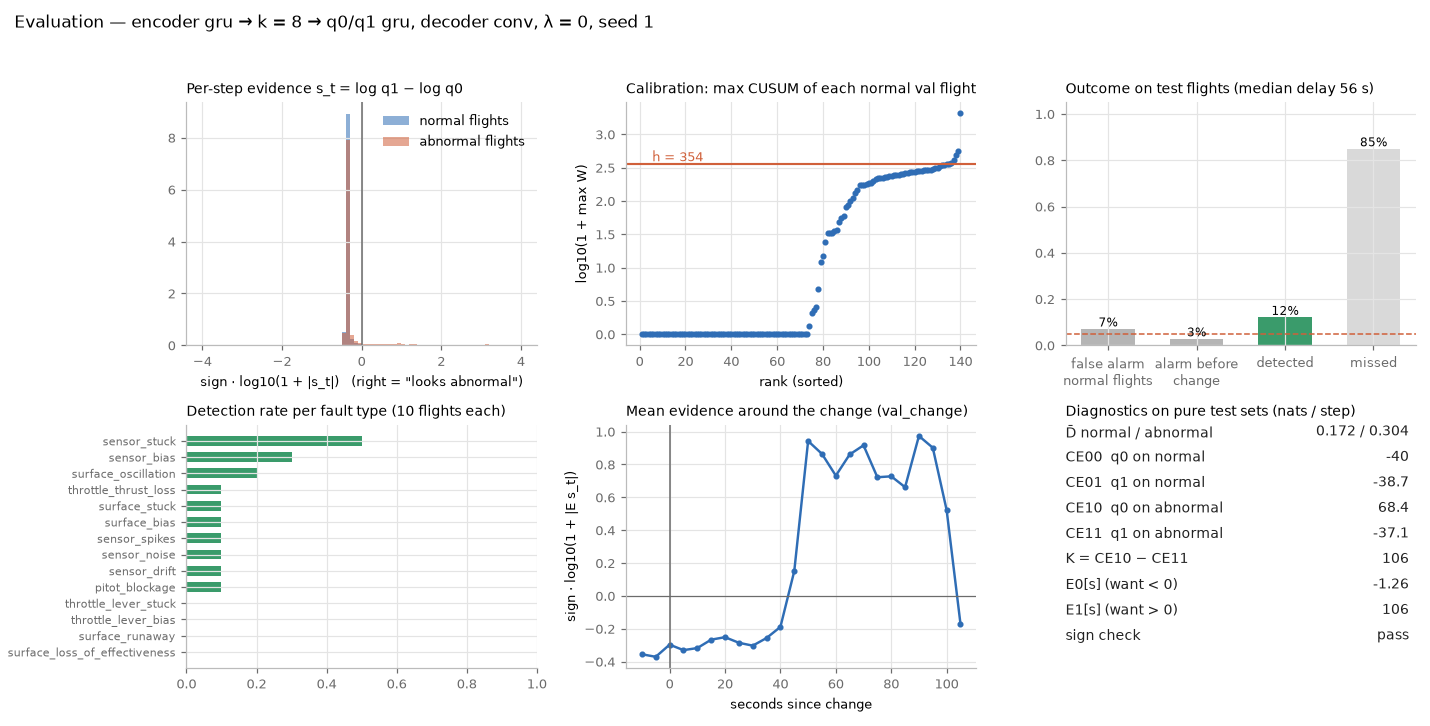 Evaluation — encoder gru → k = 8 → q0/q1 gru, decoder conv, λ = 0, seed 1
Per-step evidence s_t = log q1 − log q0
normal flights
abnormal flights
8
6
4
2
0
−4
−2
0
2
4
sign · log10(1 + |s_t|)   (right = "looks abnormal")
Calibration: max CUSUM of each normal val flight
h = 354
log10(1 + max W)
3.0
2.5
2.0
1.5
1.0
0.5
0.0
0
20
40
60
80
100
120
140
rank (sorted)
Outcome on test flights (median delay 56 s)
1.0
0.8
0.6
0.4
0.2
0.0
7%
3%
12%
85%
false alarm
normal flights
alarm before
change
detected
missed
Detection rate per fault type (10 flights each)
sensor_stuck
sensor_bias
surface_oscillation
throttle_thrust_loss
surface_stuck
surface_bias
sensor_spikes
sensor_noise
sensor_drift
pitot_blockage
throttle_lever_stuck
throttle_lever_bias
surface_runaway
surface_loss_of_effectiveness
0.0
0.2
0.4
0.6
0.8
1.0
Mean evidence around the change (val_change)
sign · log10(1 + |E s_t|)
1.0
0.8
0.6
0.4
0.2
0.0
−0.2
−0.4
0
20
40
60
80
100
seconds since change
Diagnostics on pure test sets (nats / step)
D̄ normal / abnormal 0.172 / 0.304
CE00  q0 on normal -40
CE01  q1 on normal -38.7
CE10  q0 on abnormal 68.4
CE11  q1 on abnormal -37.1
K = CE10 − CE11 106
E0[s] (want < 0) -1.26
E1[s] (want > 0) 106
sign check pass